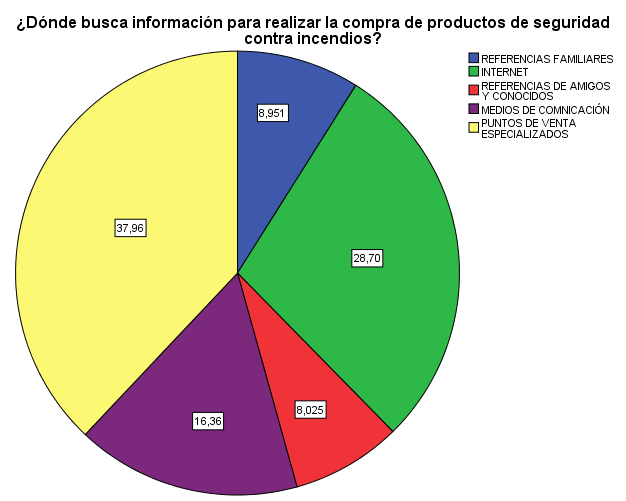 ¿Dónde busca información para realizar la compra de productos de seguridad
contra incendios?
REFERENCIAS FAMILIARES
INTERNET
REFERENCIAS DE AMIGOS
Y CONOCIDOS
MEDIOS DE COMNICACIÓN
PUNTOS DE VENTA
ESPECIALIZADOS
8,951
37,96
28,70
8,025
16,36